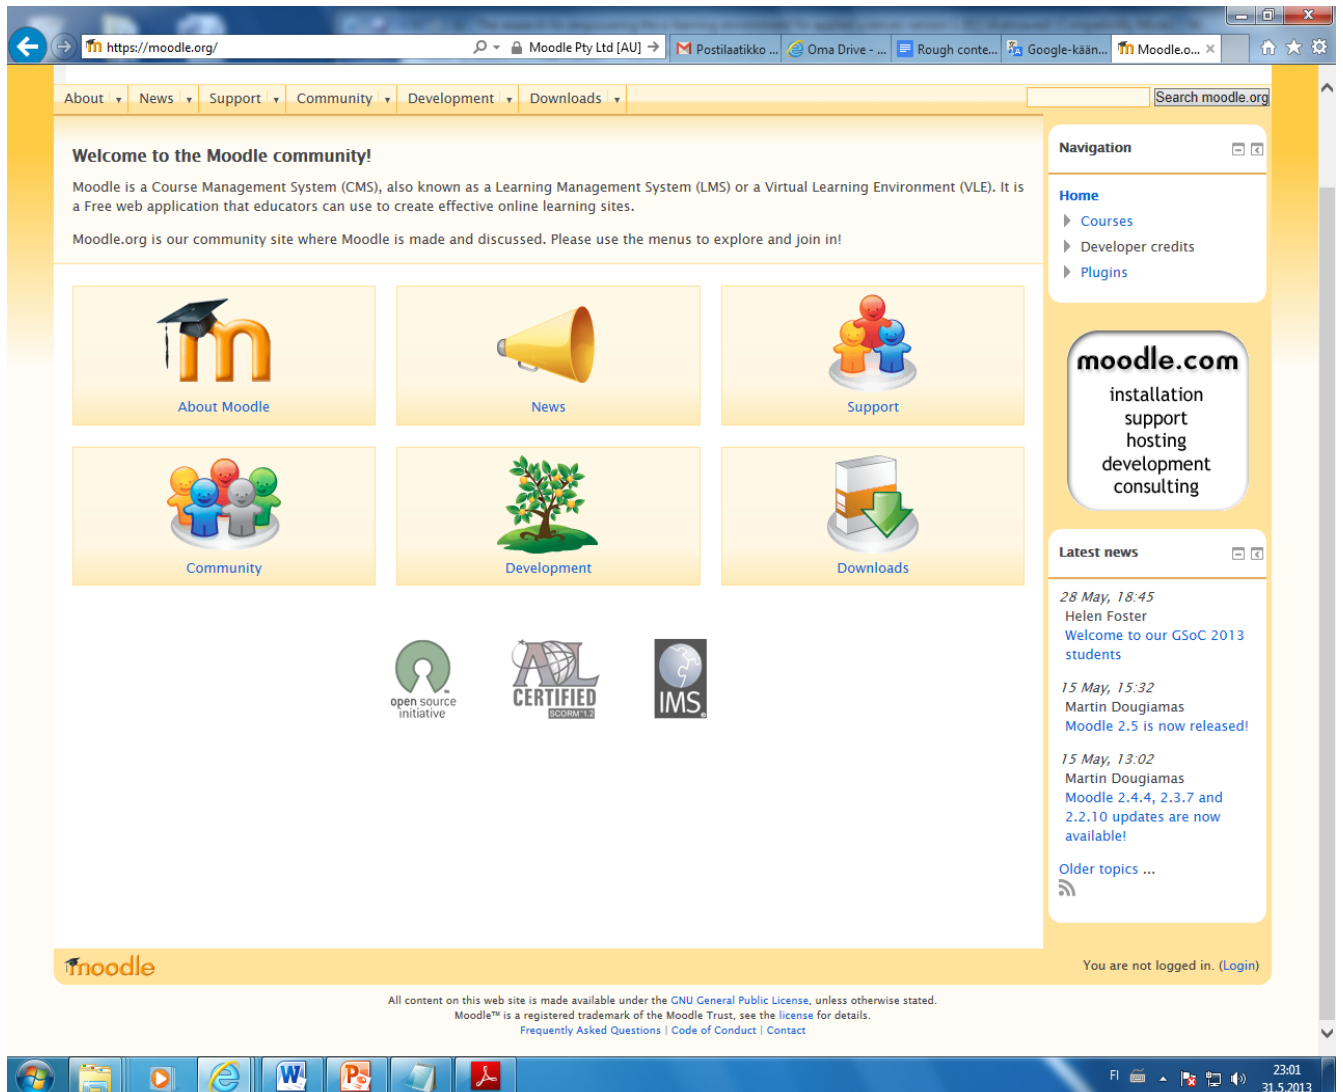 https://moodle.org/
Moodle Pty Ltd [AU]
Postilaatikko ...
Oma Drive - ...
Rough conte...
Google-kään...
Moodle.o...
About
News
Support
Community
Development
Downloads
Search moodle.org
Welcome to the Moodle community!
Moodle is a Course Management System (CMS), also known as a Learning Management System (LMS) or a Virtual Learning Environment (VLE). It is
a Free web application that educators can use to create effective online learning sites.
Moodle.org is our community site where Moodle is made and discussed. Please use the menus to explore and join in!
About Moodle
News
Support
Community
Development
Downloads
open source
initiative
ADL
CERTIFIED
SCORM 1.2
IMS
Navigation
Home
Courses
Developer credits
Plugins
moodle.com
installation
support
hosting
development
consulting
Latest news
28 May, 18:45
Helen Foster
Welcome to our GSoC 2013
students
15 May, 15:32
Martin Dougiamas
Moodle 2.5 is now released!
15 May, 13:02
Martin Dougiamas
Moodle 2.4.4, 2.3.7 and
2.2.10 updates are now
available!
Older topics ...
moodle
You are not logged in. (Login)
All content on this web site is made available under the GNU General Public License, unless otherwise stated.
Moodle™ is a registered trademark of the Moodle Trust, see the license for details.
Frequently Asked Questions | Code of Conduct | Contact
FI
23:01
31.5.2013